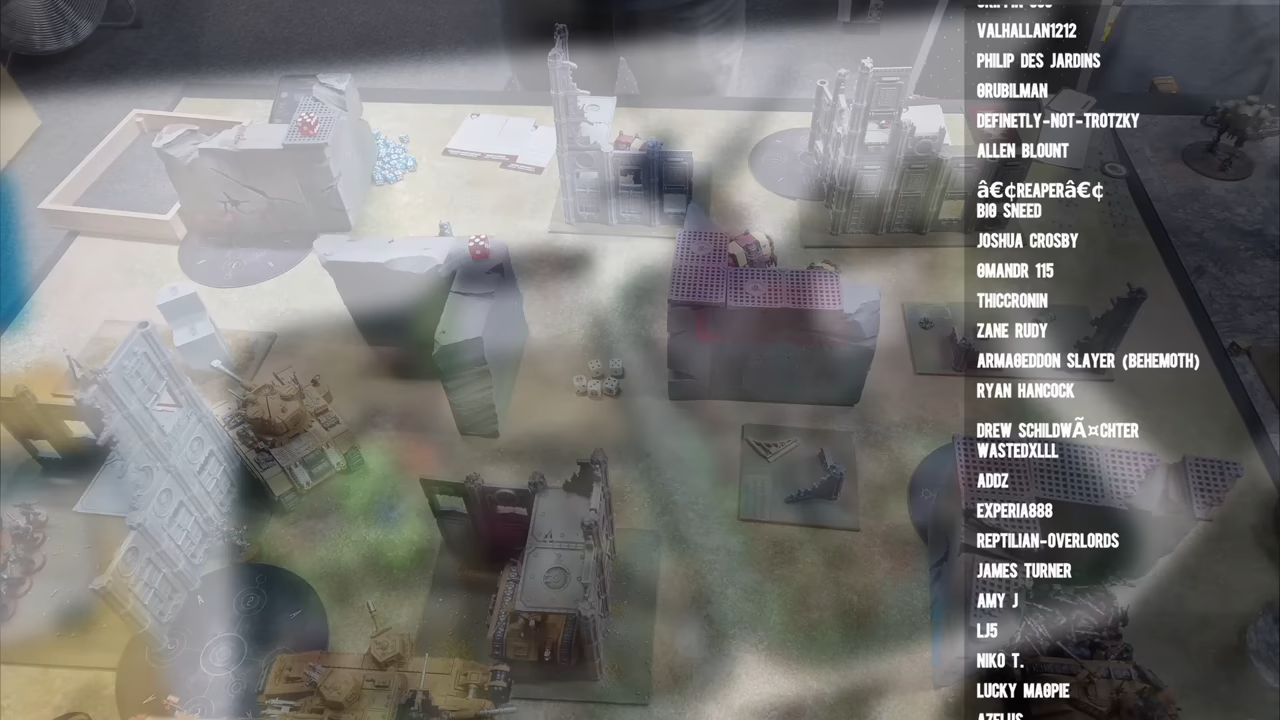 VALHALLAN1212
PHILIP DES JARDINS
GRUBILMAN
DEFINETLY-NOT-TROTZKY
ALLEN BLOUNT
â€¢REAPERâ€¢
BIG SNEED
JOSHUA CROSBY
GMANDR 115
THICCRONIN
ZANE RUDY
ARMAGEDDON SLAYER (BEHEMOTH)
RYAN HANCOCK
DREW SCHILDWÃ¤CHTER
WASTEDXLLL
ADDZ
EXPERIA888
REPTILIAN-OVERLORDS
JAMES TURNER
AMY J
LJ5
NIKO T.
LUCKY MAGPIE
AZELUS